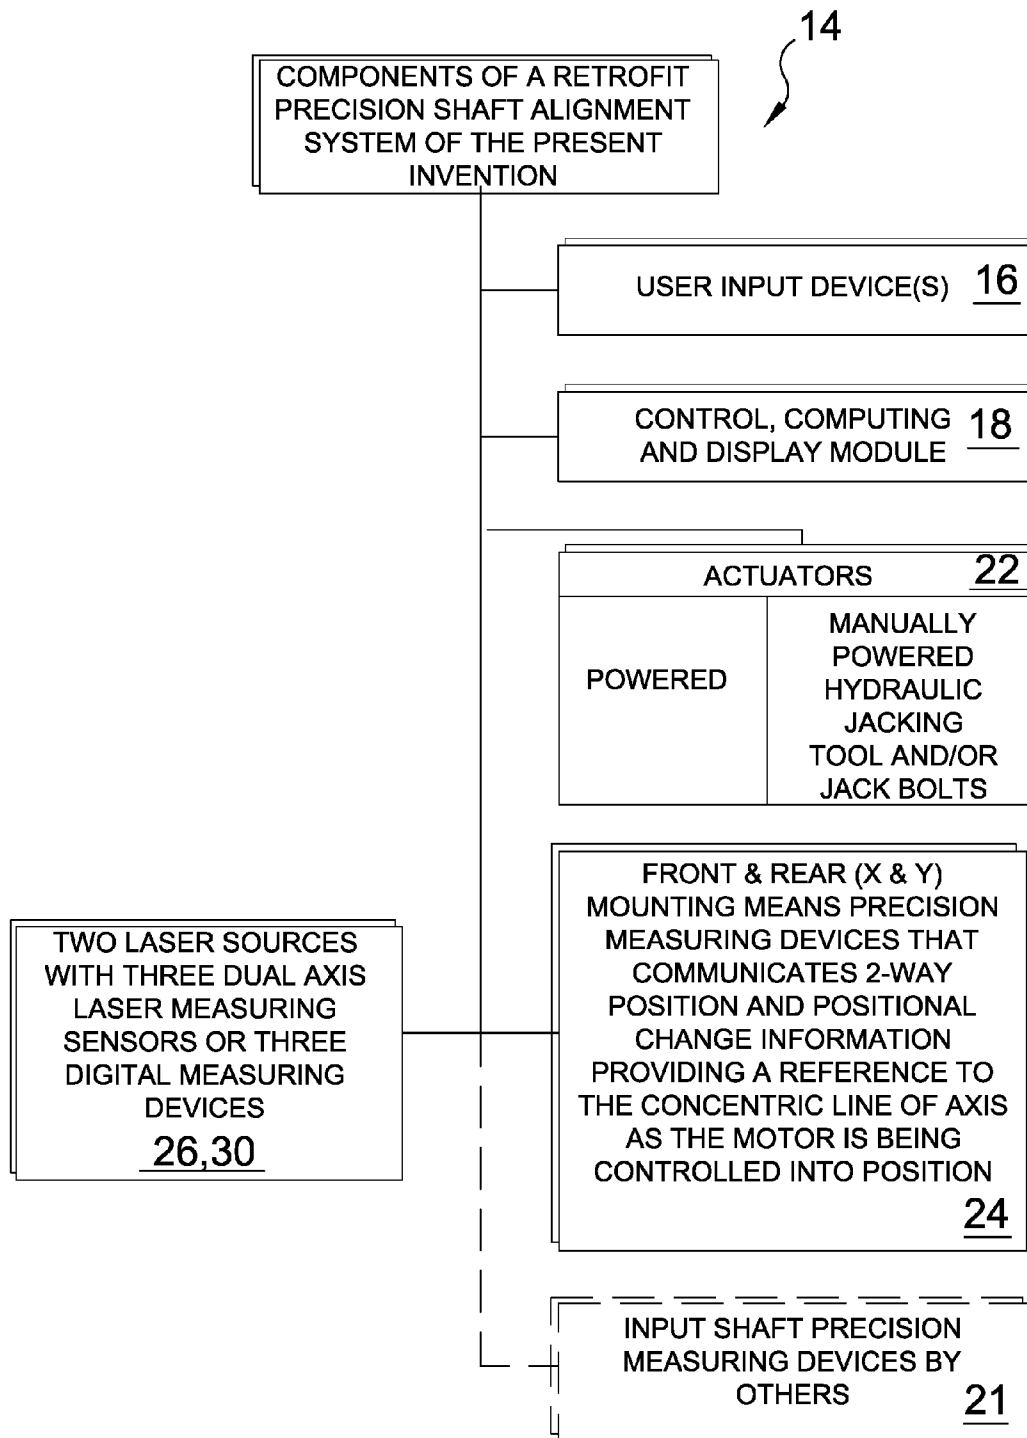 14
COMPONENTS OF A RETROFIT
PRECISION SHAFT ALIGNMENT
SYSTEM OF THE PRESENT
INVENTION
USER INPUT DEVICE(S) 16
CONTROL, COMPUTING
AND DISPLAY MODULE
18
ACTUATORS 22
POWERED
MANUALLY
POWERED
HYDRAULIC
JACKING
TOOL AND/OR
JACK BOLTS
TWO LASER SOURCES
WITH THREE DUAL AXIS
LASER MEASURING
SENSORS OR THREE
DIGITAL MEASURING
DEVICES
26,30
FRONT & REAR (X & Y)
MOUNTING MEANS PRECISION
MEASURING DEVICES THAT
COMMUNICATES 2-WAY
POSITION AND POSITIONAL
CHANGE INFORMATION
PROVIDING A REFERENCE TO
THE CONCENTRIC LINE OF AXIS
AS THE MOTOR IS BEING
CONTROLLED INTO POSITION
24
INPUT SHAFT PRECISION
MEASURING DEVICES BY
OTHERS
21